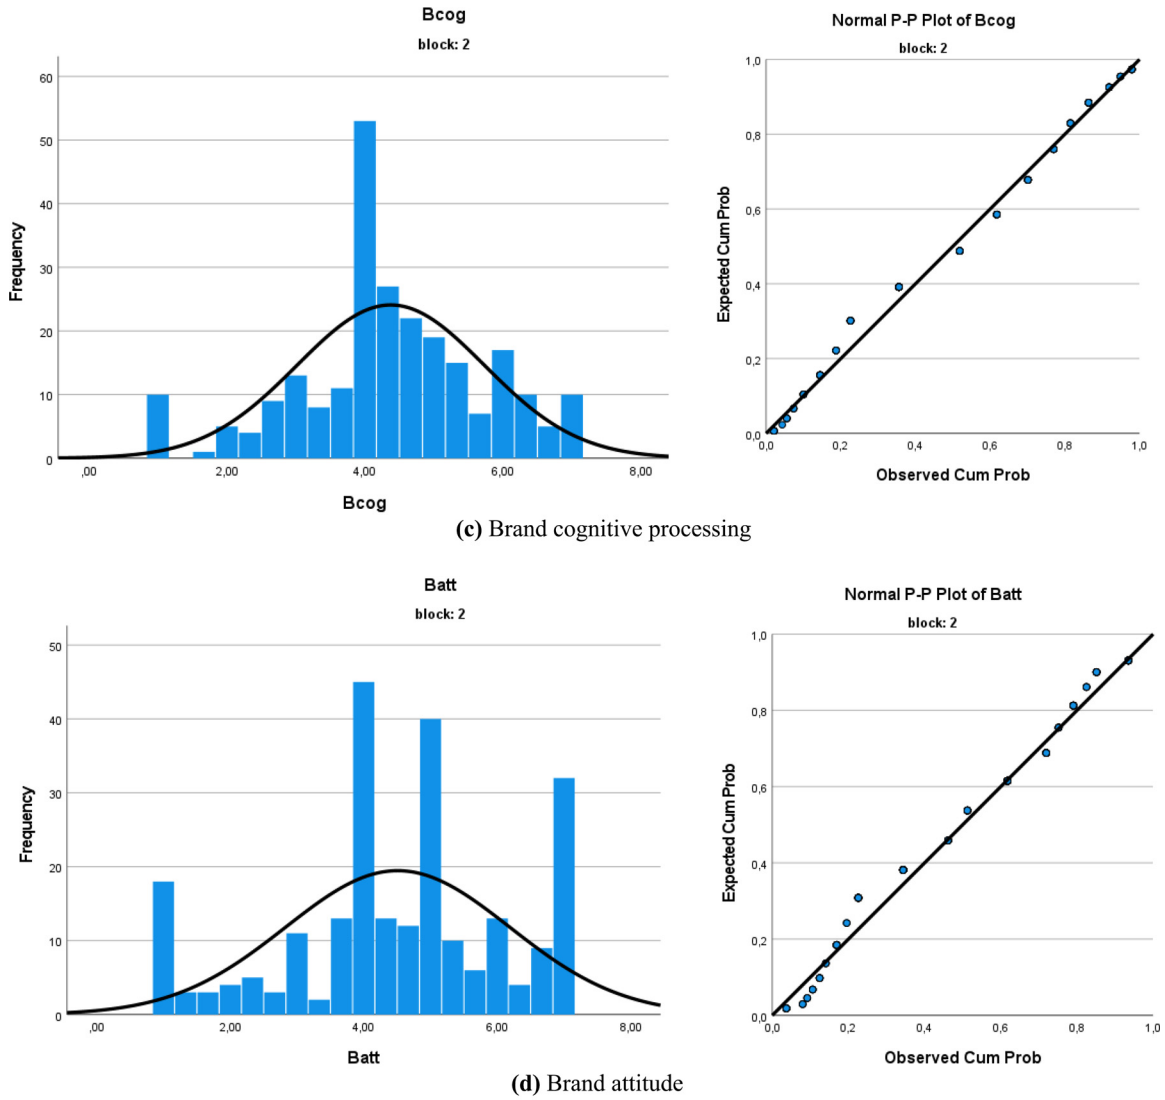 Bcog
block: 2
Frequency
60
50
40
30
20
10
0
,00
2,00
4,00
6,00
8,00
Bcog
Normal P-P Plot of Bcog
block: 2
Expected Cum Prob
1,0
0,8
0,6
0,4
0,2
0,0
0,0
0,2
0,4
0,6
0,8
1,0
Observed Cum Prob
(c) Brand cognitive processing
Batt
block: 2
Frequency
50
40
30
20
10
0
,00
2,00
4,00
6,00
8,00
Batt
Normal P-P Plot of Batt
block: 2
Expected Cum Prob
1,0
0,8
0,6
0,4
0,2
0,0
0,0
0,2
0,4
0,6
0,8
1,0
Observed Cum Prob
(d) Brand attitude